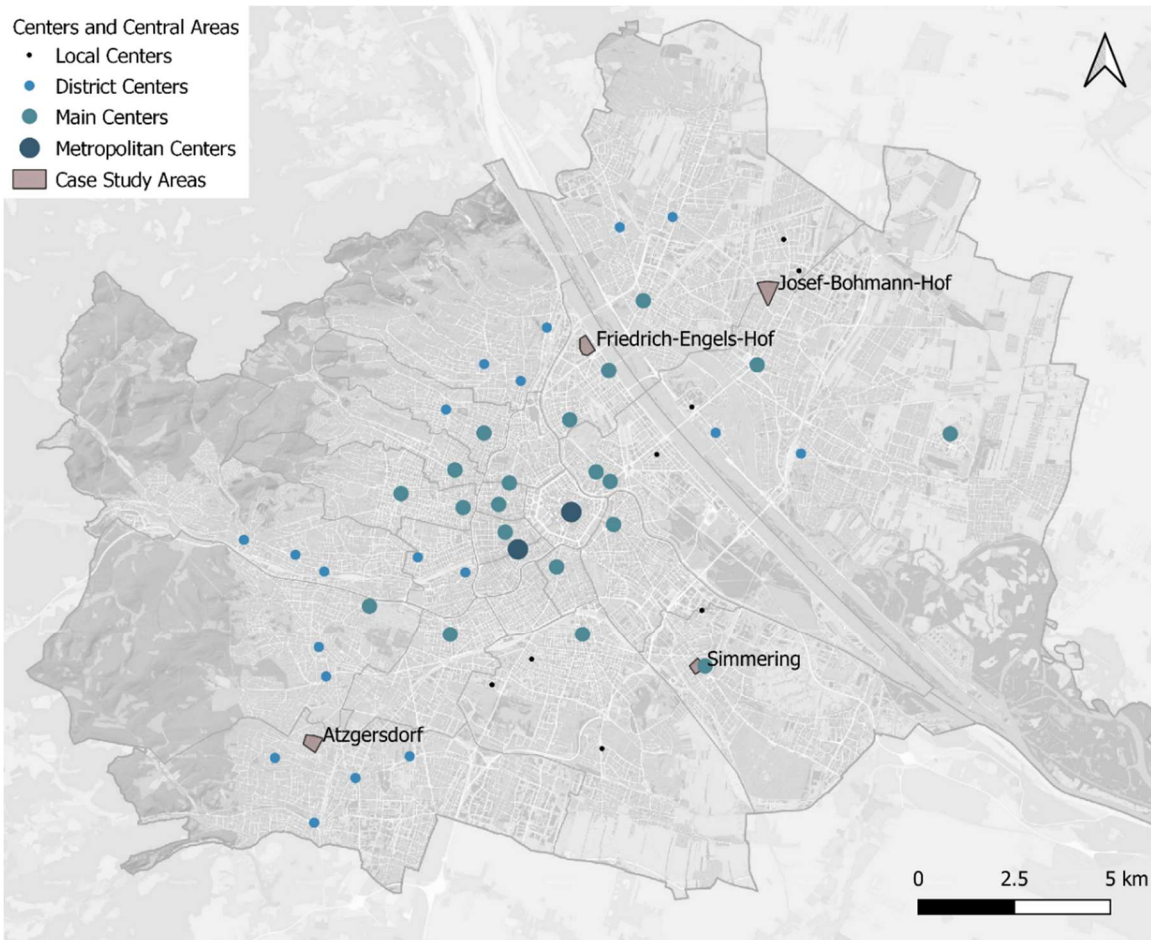 Centers and Central Areas
Local Centers
District Centers
Main Centers
Metropolitan Centers
Case Study Areas
Josef-Bohmann-Hof
Friedrich-Engels-Hof
Simmering
Atzgersdorf
0 2.5 5 km